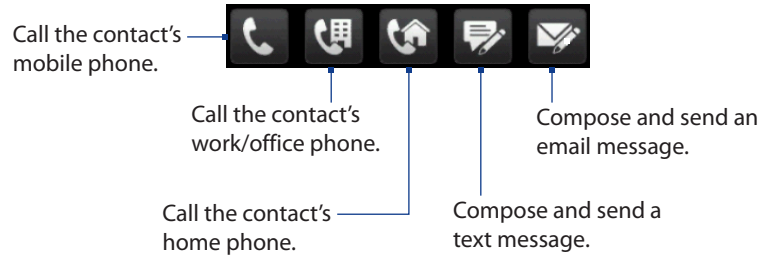 Call the contact’s
mobile phone.
Call the contact’s
work/office phone.
Compose and send an
email message.
Call the contact’s
home phone.
Compose and send a
text message.